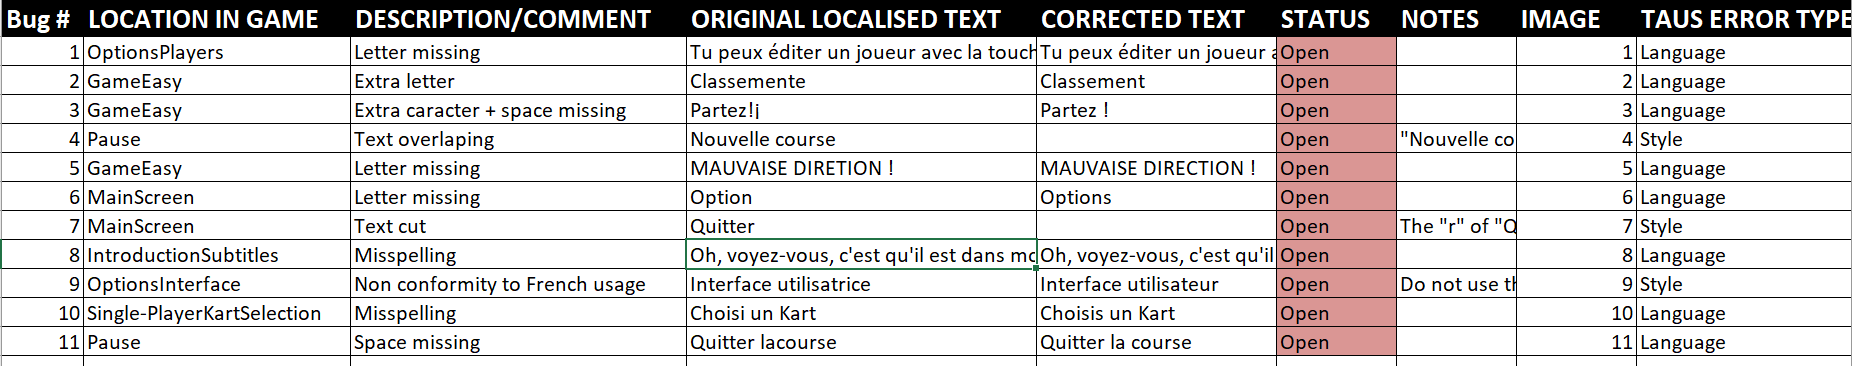 Bug # LOCATION IN GAME DESCRIPTION/COMMENT ORIGINAL LOCALISED TEXT CORRECTED TEXT STATUS NOTES IMAGE TAUS ERROR TYPE
1 OptionsPlayers Letter missing Tu peux éditer un joueur avec la touch Tu peux éditer un joueur a Open 1 Language
2 GameEasy Extra letter Classemente Classement Open 2 Language
3 GameEasy Extra caracter + space missing Partez!¡ Partez ! Open 3 Language
4 Pause Text overlaping Nouvelle course Open "Nouvelle co 4 Style
5 GameEasy Letter missing MAUVAISE DIRETION ! MAUVAISE DIRECTION ! Open 5 Language
6 MainScreen Letter missing Option Options Open 6 Language
7 MainScreen Text cut Quitter Open The "r" of "Q 7 Style
8 IntroductionSubtitles Misspelling Oh, voyez-vous, c'est qu'il est dans mo Oh, voyez-vous, c'est qu'il Open 8 Language
9 OptionsInterface Non conformity to French usage Interface utilisatrice Interface utilisateur Open Do not use th 9 Style
10 Single-PlayerKartSelection Misspelling Choisi un Kart Choisis un Kart Open 10 Language
11 Pause Space missing Quitter lacourse Quitter la course Open 11 Language